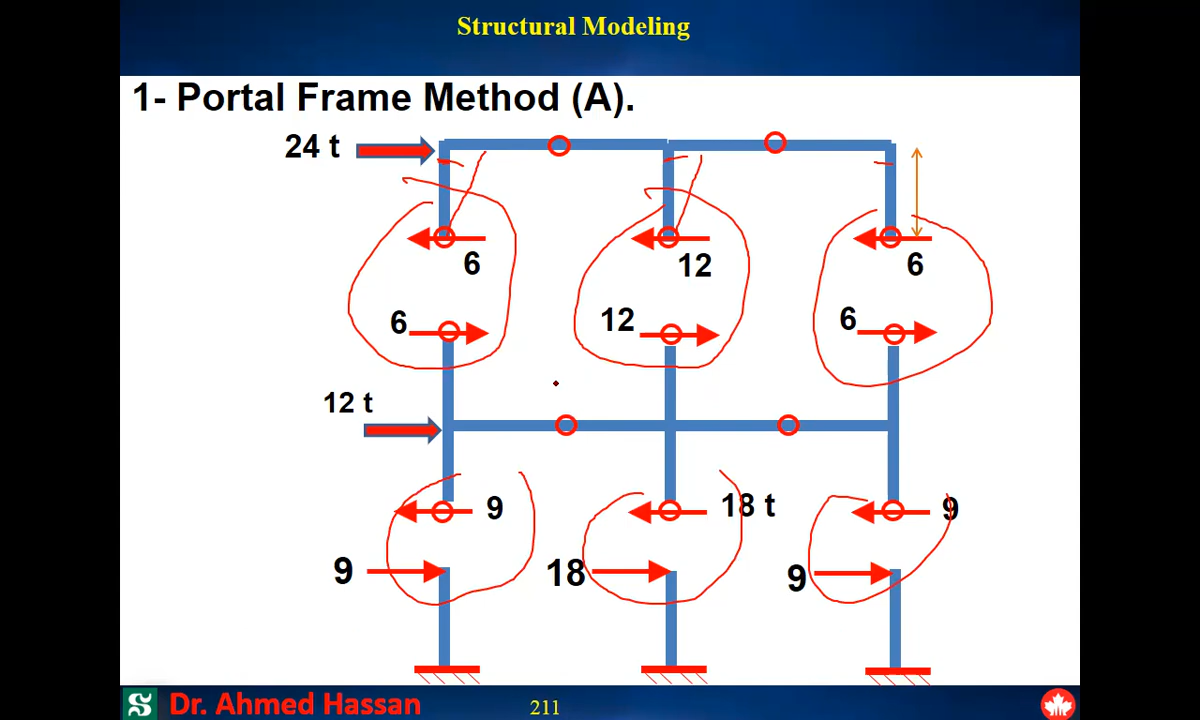 Structural Modeling
1- Portal Frame Method (A).
24 t
6
12
6
6
12
6
12 t
9
18 t
9
9
18
9
Dr. Ahmed Hassan
211